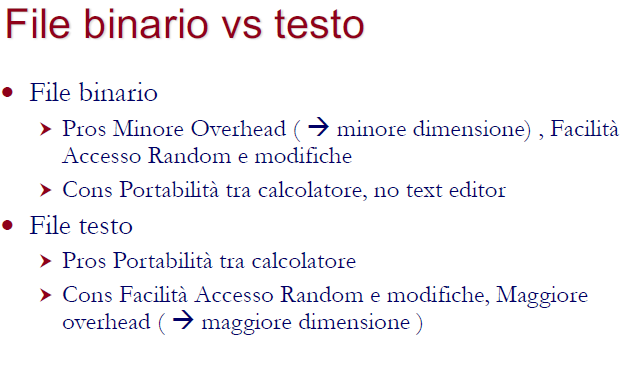 File binario vs testo
• File binario
➤ Pros Minore Overhead ( → minore dimensione) , Facilità
Accesso Random e modifiche
➤ Cons Portabilità tra calcolatore, no text editor
• File testo
➤ Pros Portabilità tra calcolatore
➤ Cons Facilità Accesso Random e modifiche, Maggiore
overhead ( → maggiore dimensione )